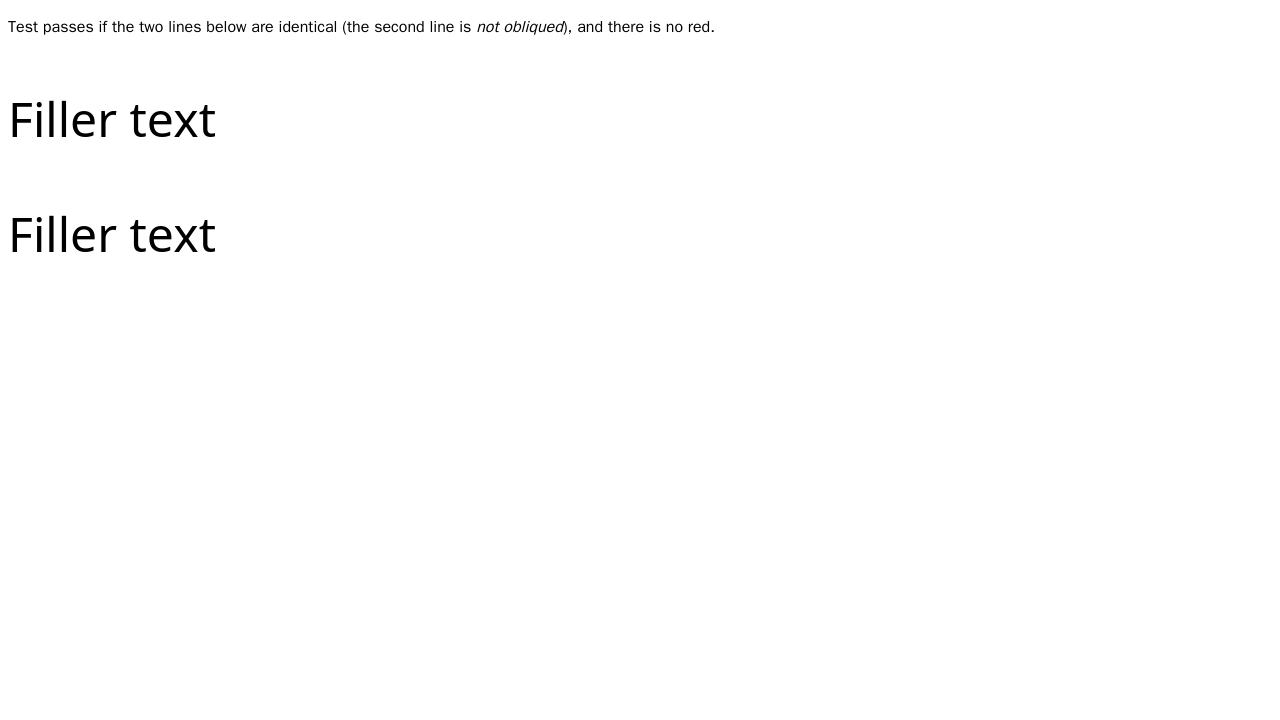 Test passes if the two lines below are identical (the second line is not obliqued), and there is no red.
Filler text
Filler text